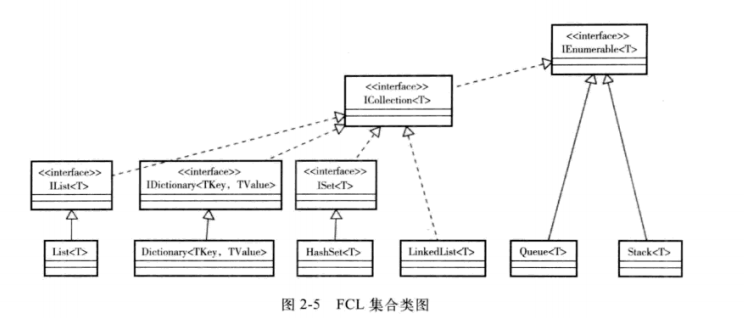 <<interface>>
IEnumerable<T>
<<interface>>
ICollection<T>
<<interface>>
IList<T>
<<interface>>
IDictionary<TKey, TValue>
<<interface>>
ISet<T>
List<T>
Dictionary<TKey, TValue>
HashSet<T>
LinkedList<T>
Queue<T>
Stack<T>
图 2-5 FCL 集合类图